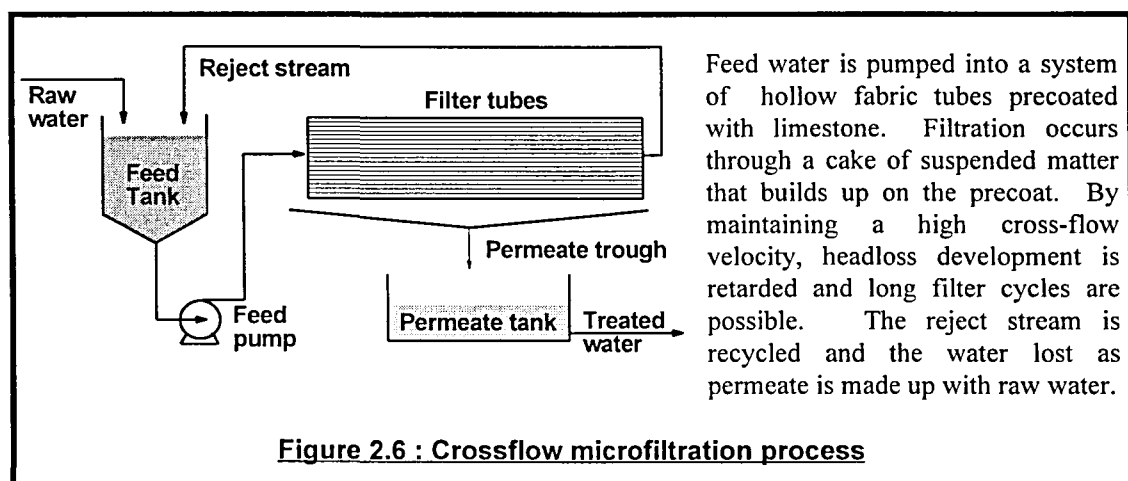 Reject stream
Raw
water
Filter tubes
Feed
Tank
Permeate trough
Feed
pump
Permeate tank
Treated
water
Feed water is pumped into a system
of hollow fabric tubes precoated
with limestone. Filtration occurs
through a cake of suspended matter
that builds up on the precoat. By
maintaining a high cross-flow
velocity, headloss development is
retarded and long filter cycles are
possible. The reject stream is
recycled and the water lost as
permeate is made up with raw water.
Figure 2.6 : Crossflow microfiltration process